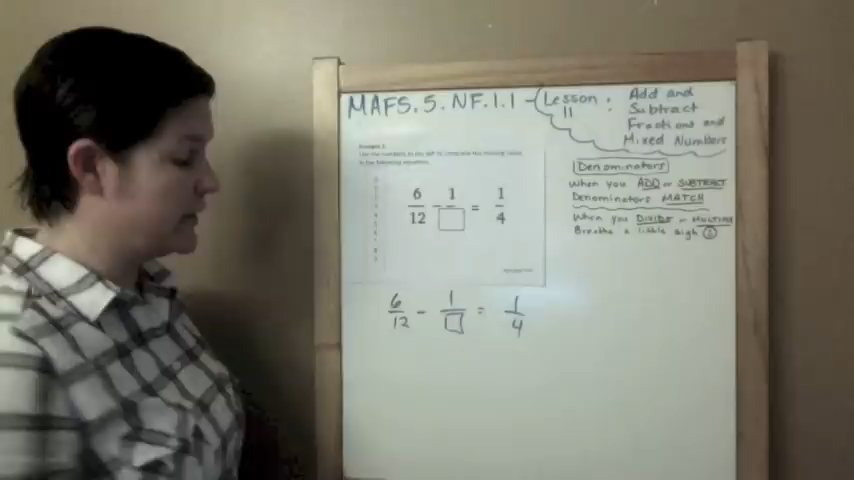 MAFS.5.NF.1.1 - Lesson 11 : Add and
Subtract
Fractions and
Mixed Numbers
Denominators
When you ADD or SUBTRACT
Denominators MATCH
When you DIVIDE or MULTIPLY
Breathe a little sigh
6/12 - 1/□ = 1/4
6/12 - 1/□ = 1/4